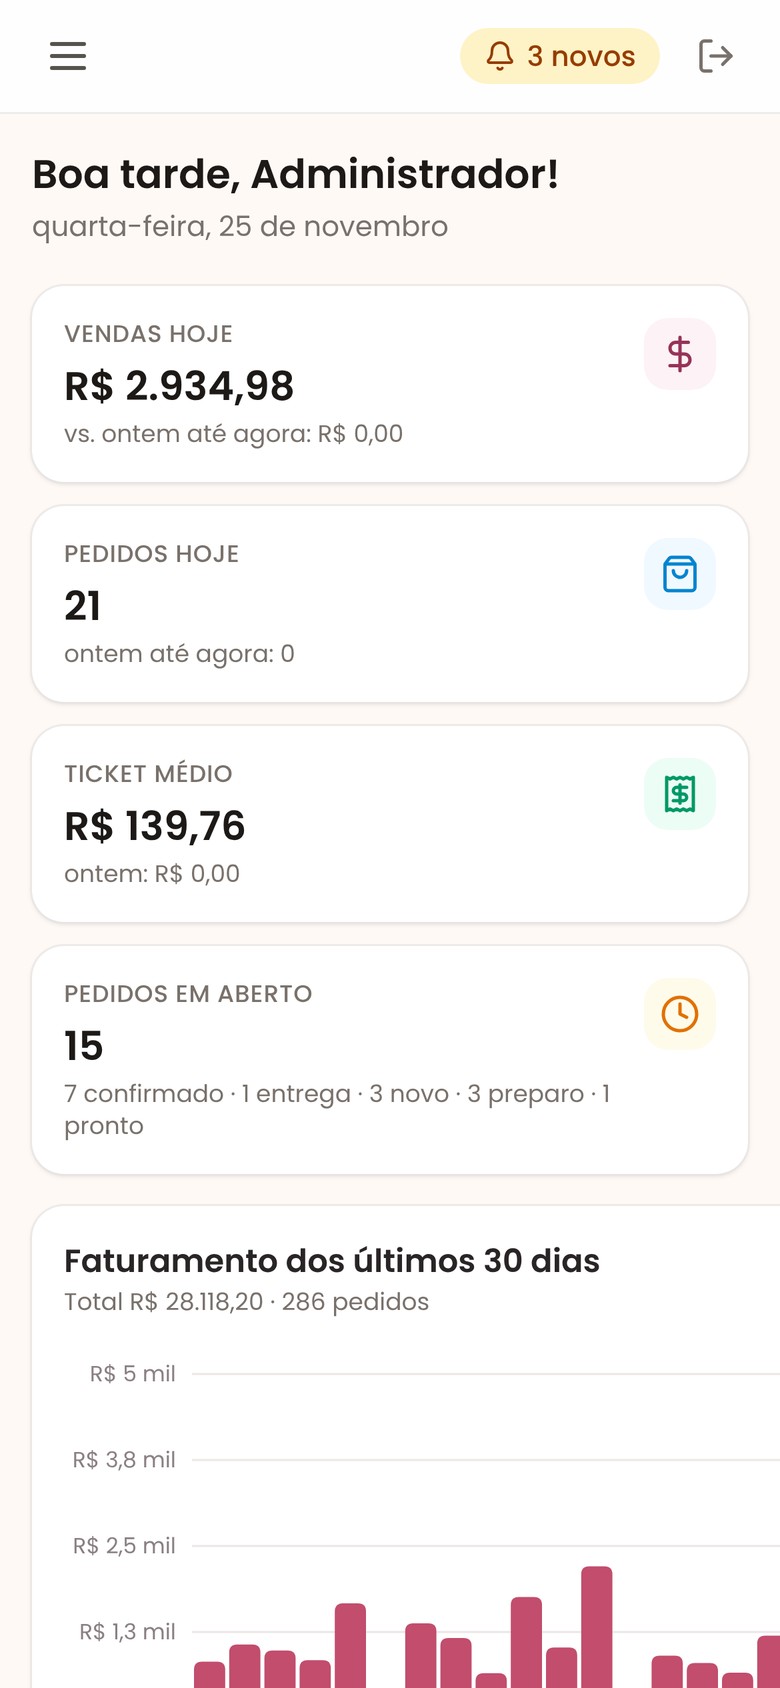 3 novos
Boa tarde, Administrador!
quarta-feira, 25 de novembro
VENDAS HOJE
R$ 2.934,98
vs. ontem até agora: R$ 0,00
PEDIDOS HOJE
21
ontem até agora: 0
TICKET MÉDIO
R$ 139,76
ontem: R$ 0,00
PEDIDOS EM ABERTO
15
7 confirmado · 1 entrega · 3 novo · 3 preparo · 1
pronto
Faturamento dos últimos 30 dias
Total R$ 28.118,20 · 286 pedidos
R$ 5 mil
R$ 3,8 mil
R$ 2,5 mil
R$ 1,3 mil